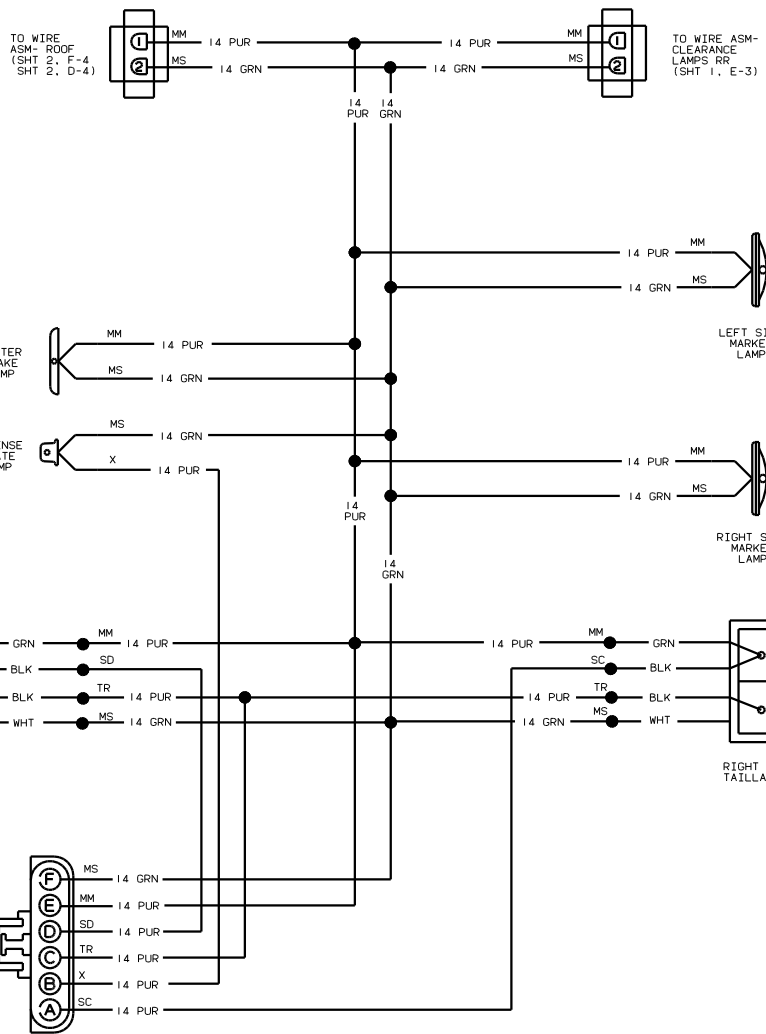 TO WIRE
ASM- ROOF
(SHT 2, F-4
SHT 2, D-4)
1 MM 14 PUR 14 PUR MM 1
2 MS 14 GRN 14 GRN MS 2
TO WIRE ASM-
CLEARANCE
LAMPS RR
(SHT 1, E-3)
14 14
PUR GRN
14 PUR MM
14 GRN MS
LEFT SI
MARKE
LAMP
TER
AKE
MP
MM 14 PUR
MS 14 GRN
ENSE
TE
MP
MS 14 GRN
X 14 PUR
14 PUR MM
14 GRN MS
RIGHT S
MARKE
LAMP
14
PUR
14
GRN
GRN MM 14 PUR 14 PUR MM GRN
BLK SD SC BLK
BLK TR 14 PUR 14 PUR TR BLK
WHT MS 14 GRN 14 GRN MS WHT
RIGHT
TAILLA
F MS 14 GRN
E MM 14 PUR
D SD 14 PUR
C TR 14 PUR
B X 14 PUR
A SC 14 PUR